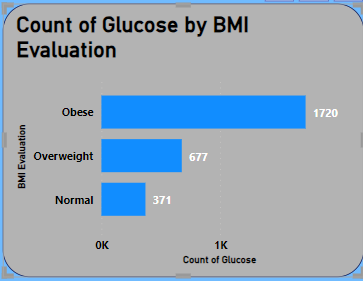 Count of Glucose by BMI
Evaluation
BMI Evaluation
Obese
1720
Overweight
677
Normal
371
0K
1K
Count of Glucose